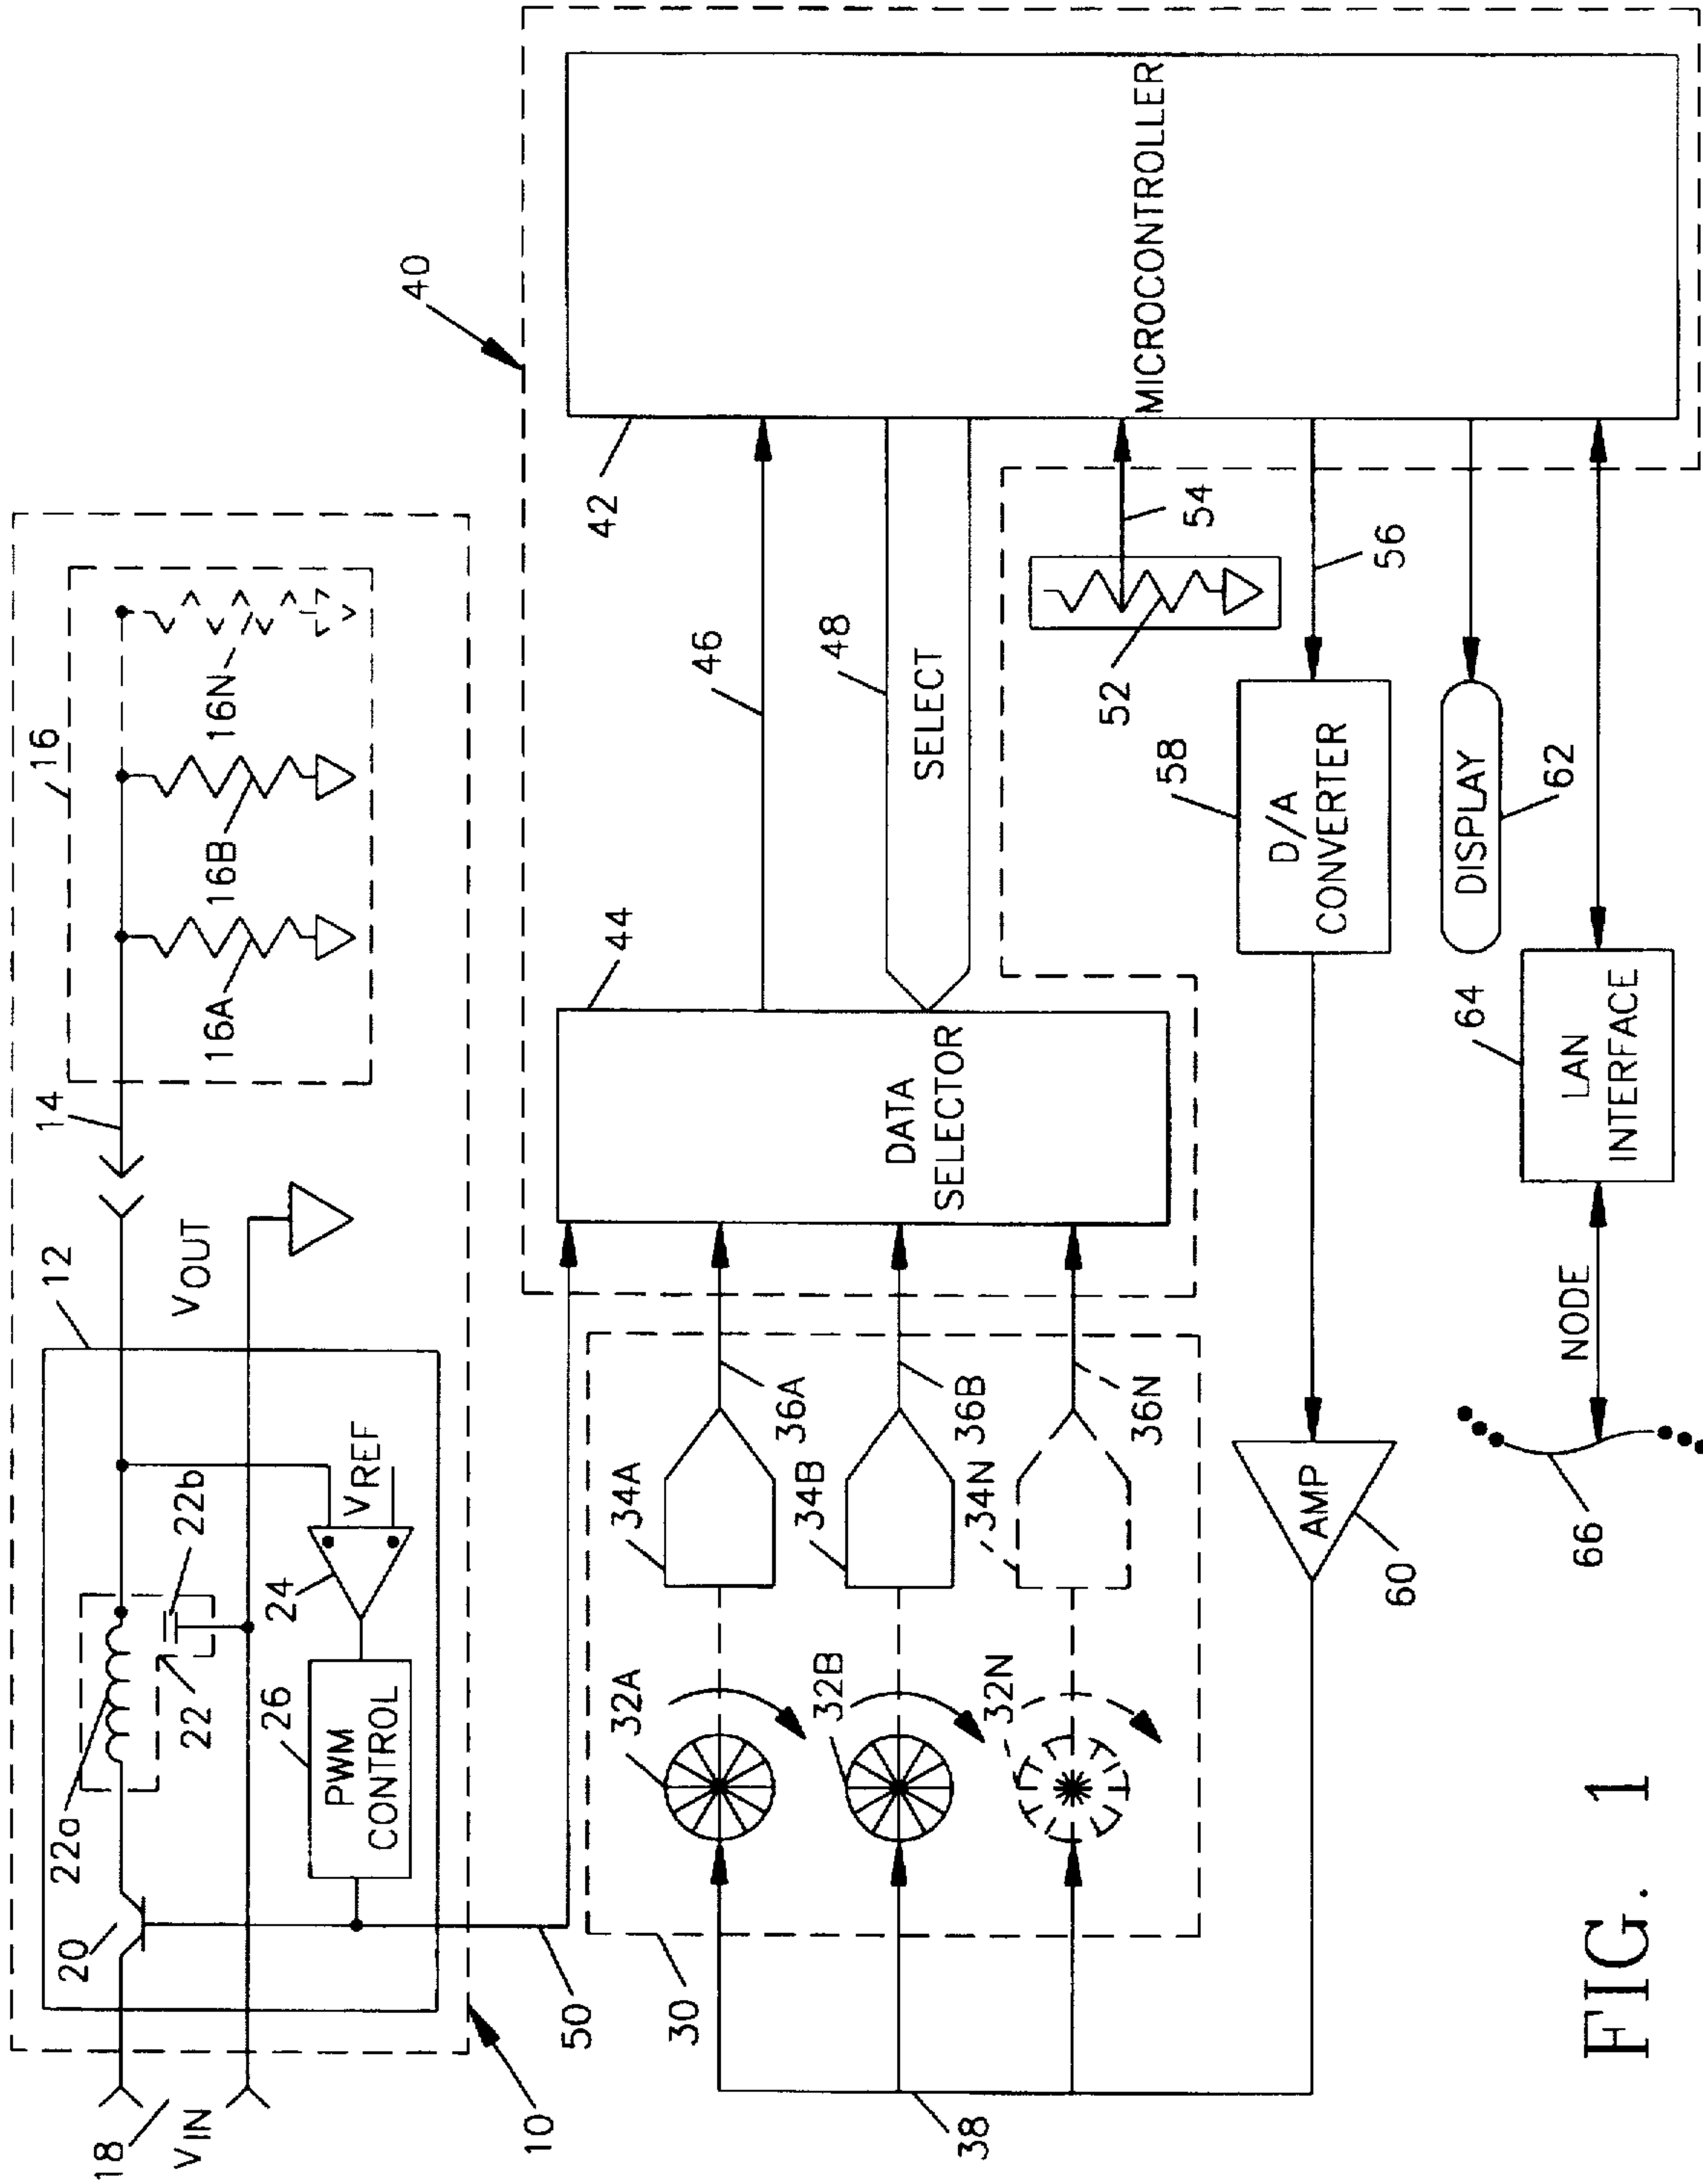 18
VIN
10
20
22a
22
22b
24
VREF
26
PWM
CONTROL
12
VOUT
14
16
16A
16B
16N
50
30
38
32A
32B
32N
34A
34B
34N
36A
36B
36N
40
44
DATA
SELECTOR
46
48
SELECT
42
MICROCONTROLLER
52
54
56
58
D/A
CONVERTER
AMP
60
DISPLAY
62
64
LAN
INTERFACE
NODE
66
FIG. 1